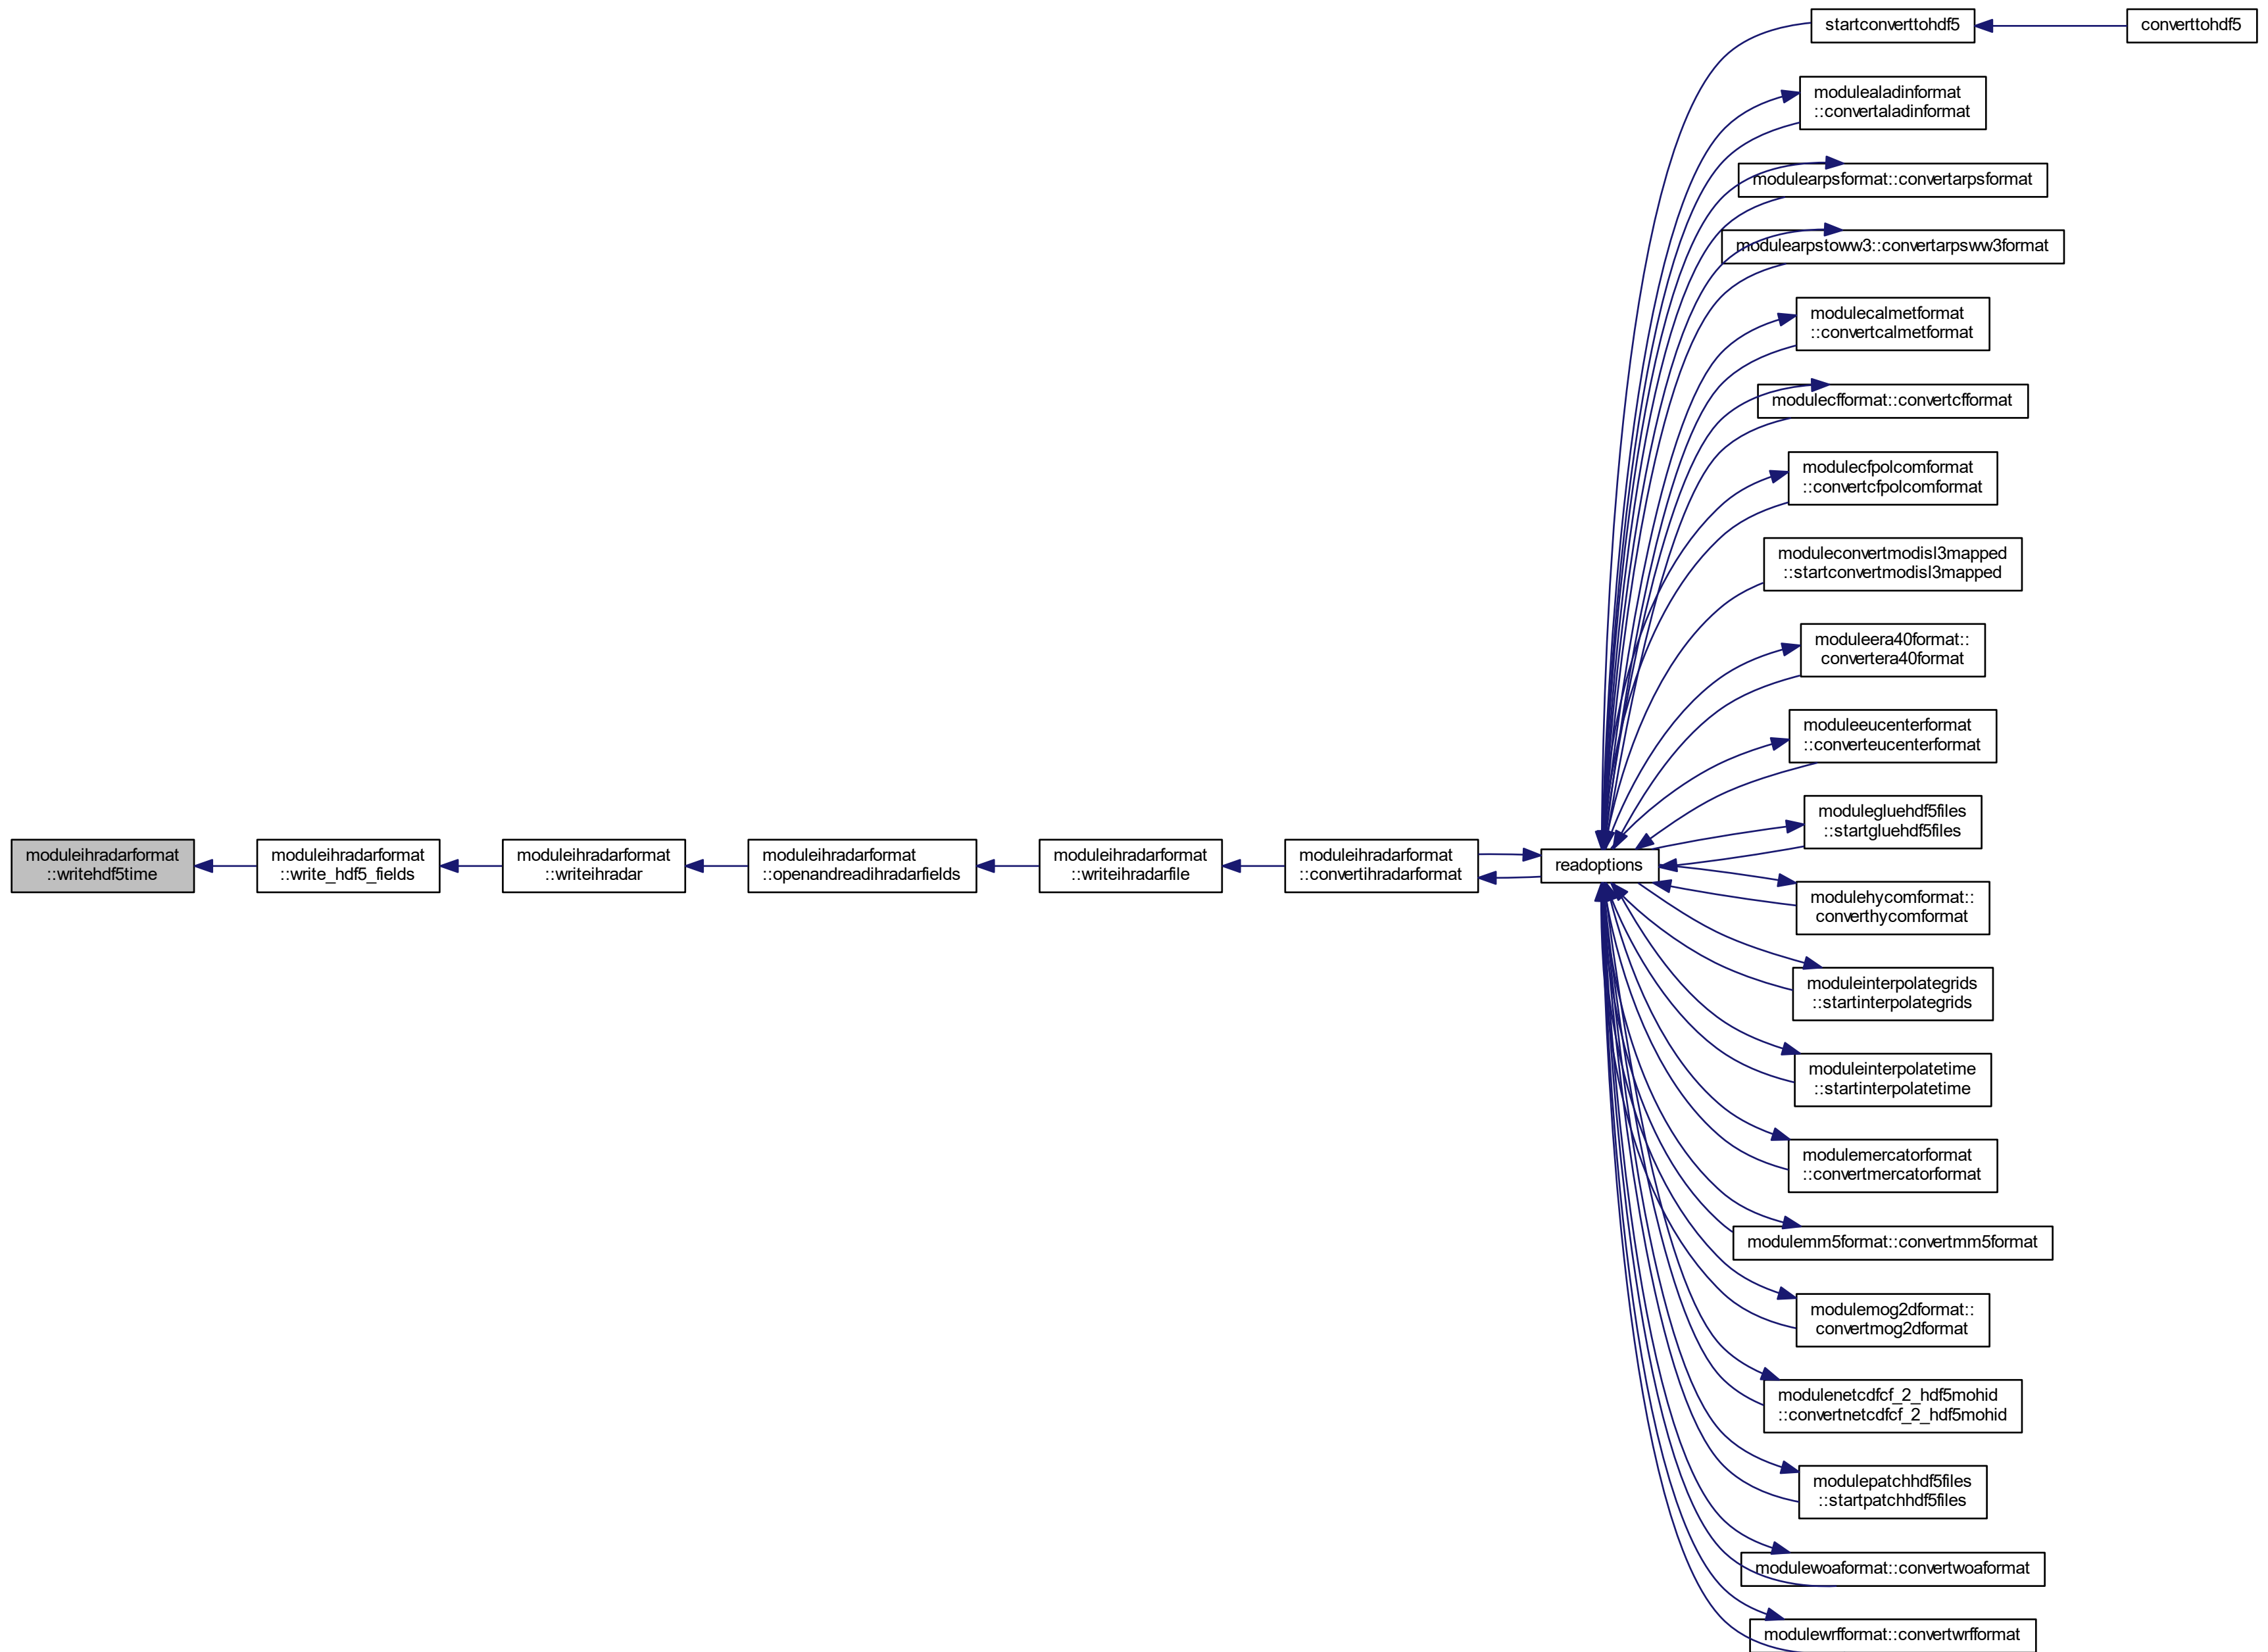 startconverttohdf5
converttohdf5
modulealadinformat
::convertaladinformat
modulearpsformat::convertarpsformat
modulearpstoww3::convertarpsww3format
modulecalmetformat
::convertcalmetformat
modulecfformat::convertcfformat
modulecfpolcomformat
::convertcfpolcomformat
moduleconvertmodisl3mapped
::startconvertmodisl3mapped
moduleera40format::
convertera40format
moduleeucenterformat
::converteucenterformat
modulegluehdf5files
::startgluehdf5files
moduleihradarformat
::writehdf5time
moduleihradarformat
::write_hdf5_fields
moduleihradarformat
::writeihradar
moduleihradarformat
::openandreadihradarfields
moduleihradarformat
::writeihradarfile
moduleihradarformat
::convertihradarformat
readoptions
modulehycomformat::
converthycomformat
moduleinterpolategrids
::startinterpolategrids
moduleinterpolatetime
::startinterpolatetime
modulemercatorformat
::convertmercatorformat
modulemm5format::convertmm5format
modulemog2dformat::
convertmog2dformat
modulenetcdfcf_2_hdf5mohid
::convertnetcdfcf_2_hdf5mohid
modulepatchhdf5files
::startpatchhdf5files
modulewoaformat::convertwoaformat
modulewrfformat::convertwrfformat